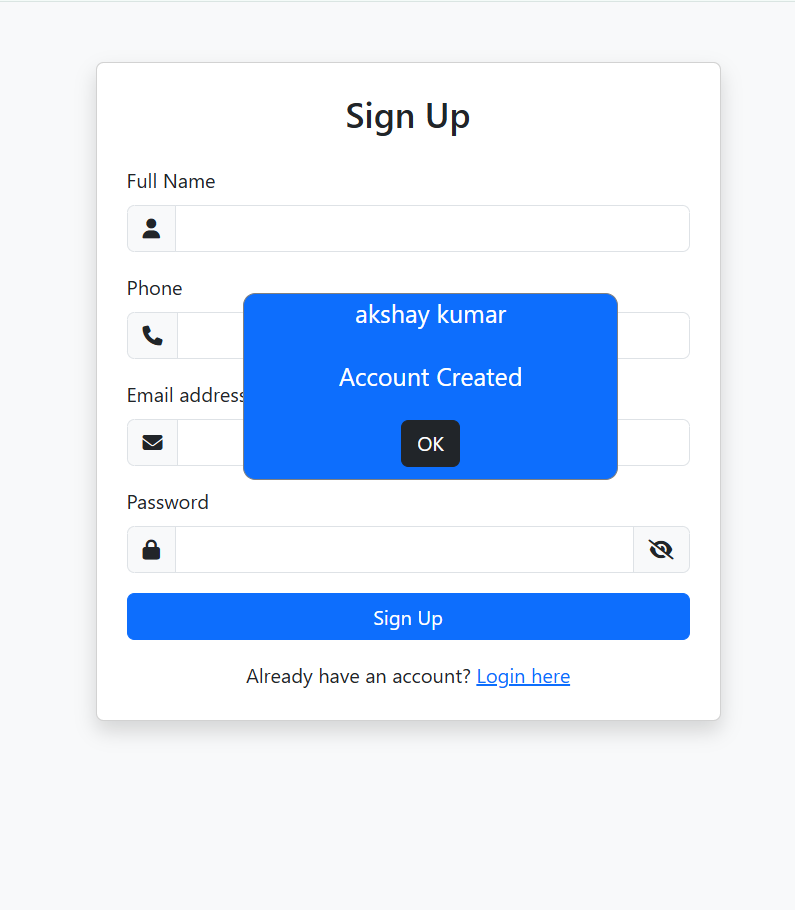 Sign Up
Full Name
Phone
akshay kumar
Account Created
Email address
OK
Password
Sign Up
Already have an account? Login here